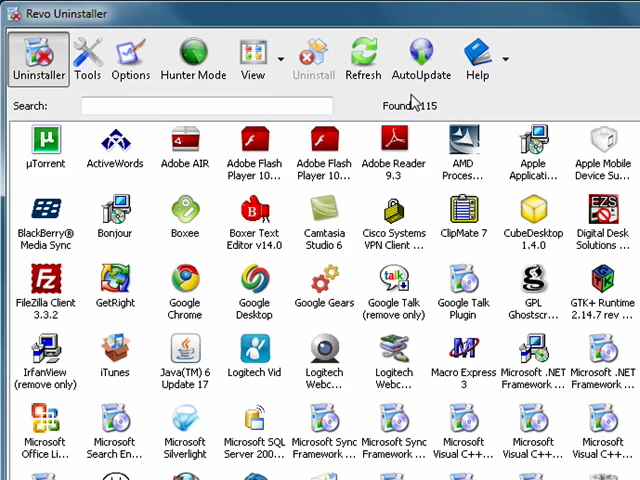 Revo Uninstaller
Uninstaller Tools Options Hunter Mode View Uninstall Refresh AutoUpdate Help
Search: Found: 115
µTorrent ActiveWords Adobe AIR Adobe Flash Player 10... Adobe Flash Player 10... Adobe Reader 9.3 AMD Proces... Apple Applicati... Apple Mobile Device Su...
BlackBerry® Media Sync Bonjour Boxee Boxer Text Editor v14.0 Camtasia Studio 6 Cisco Systems VPN Client ... ClipMate 7 CubeDesktop 1.4.0 Digital Desk Solutions ...
FileZilla Client 3.3.2 GetRight Google Chrome Google Desktop Google Gears Google Talk (remove only) Google Talk Plugin GPL Ghostscr... GTK+ Runtime 2.14.7 rev ...
IrfanView (remove only) iTunes Java(TM) 6 Update 17 Logitech Vid Logitech Webc... Logitech Webc... Macro Express 3 Microsoft .NET Framework ... Microsoft .NET Framework ...
Microsoft Office Li... Microsoft Search En... Microsoft Silverlight Microsoft SQL Server 200... Microsoft Sync Framework ... Microsoft Sync Framework ... Microsoft Visual C++... Microsoft Visual C++... Microsoft Visual C++...